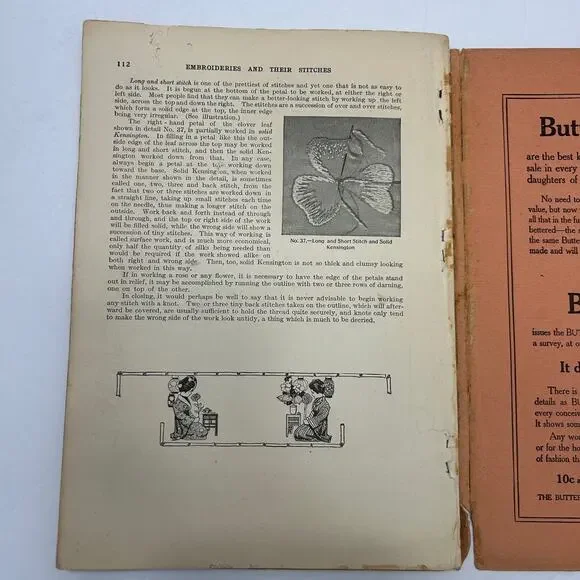 112
EMBROIDERIES AND THEIR STITCHES
Long and short stitch is one of the prettiest of stitches and yet one that is not as easy to
do as it looks. It is begun at the bottom of the petal to be worked, at either the right or
left side. Most people find that they can make a better-looking stitch by working up the left
side, across the top and down the right. The stitches are a succession of over and over stitches,
which form a solid edge at the top, the inner edge
being very irregular. (See illustration.)
The right-hand petal of the clover leaf
shown in detail No. 37, is partially worked in solid
Kensington. In filling in a petal like this the out-
side edge of the leaf across the top may be worked
in long and short stitch, and then the solid Ken-
sington worked down from that. In any case,
always begin a petal at the top working down
toward the base. Solid Kensington, when worked
in the manner shown in the detail, is sometimes
called one, two, three and back stitch, from the
fact that two or three stitches are worked down in
a straight line, taking up small stitches each time
on the needle, thus making a longer stitch on the
outside. Work back and forth instead of through
and through, and the top or right side of the work
will be filled solid, while the wrong side will show a
succession of tiny stitches. This way of working is
called surface work, and is much more economical,
only half the quantity of silks being needed than
would be required if the work showed alike on
both right and wrong side. Then, too, solid Kensington is not so thick and clumsy looking
when worked in this way.
No. 37.—Long and Short Stitch and Solid
Kensington
If in working a rose or any flower, it is necessary to have the edge of the petals stand
out in relief, it may be accomplished by running the outline with two or three rows of darning,
one on top of the other.
In closing, it would perhaps be well to say that it is never advisable to begin working
any stitch with a knot. Two or three tiny back stitches taken on the outline, which will after-
ward be covered, are usually sufficient to hold the thread quite securely, and knots only tend
to make the wrong side of the work look untidy, a thing which is much to be decried.
Butt
are the best k
sale in every
daughters of
No need to
value, but now
all that in the fu
bettered—the s
the same Butte
made and will
B
issues the BUT
a survey, at o
It d
There is
details as BU
every conceiv
It shows som
Any wor
or for the ho
of fashion tha
10c a
THE BUTTER